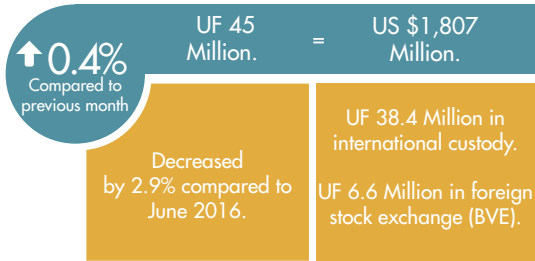 0.4%
Compared to
previous month
UF 45
Million.
=
US $1,807
Million.
Decreased
by 2.9% compared to
June 2016.
UF 38.4 Million in
international custody.
UF 6.6 Million in foreign
stock exchange (BVE).